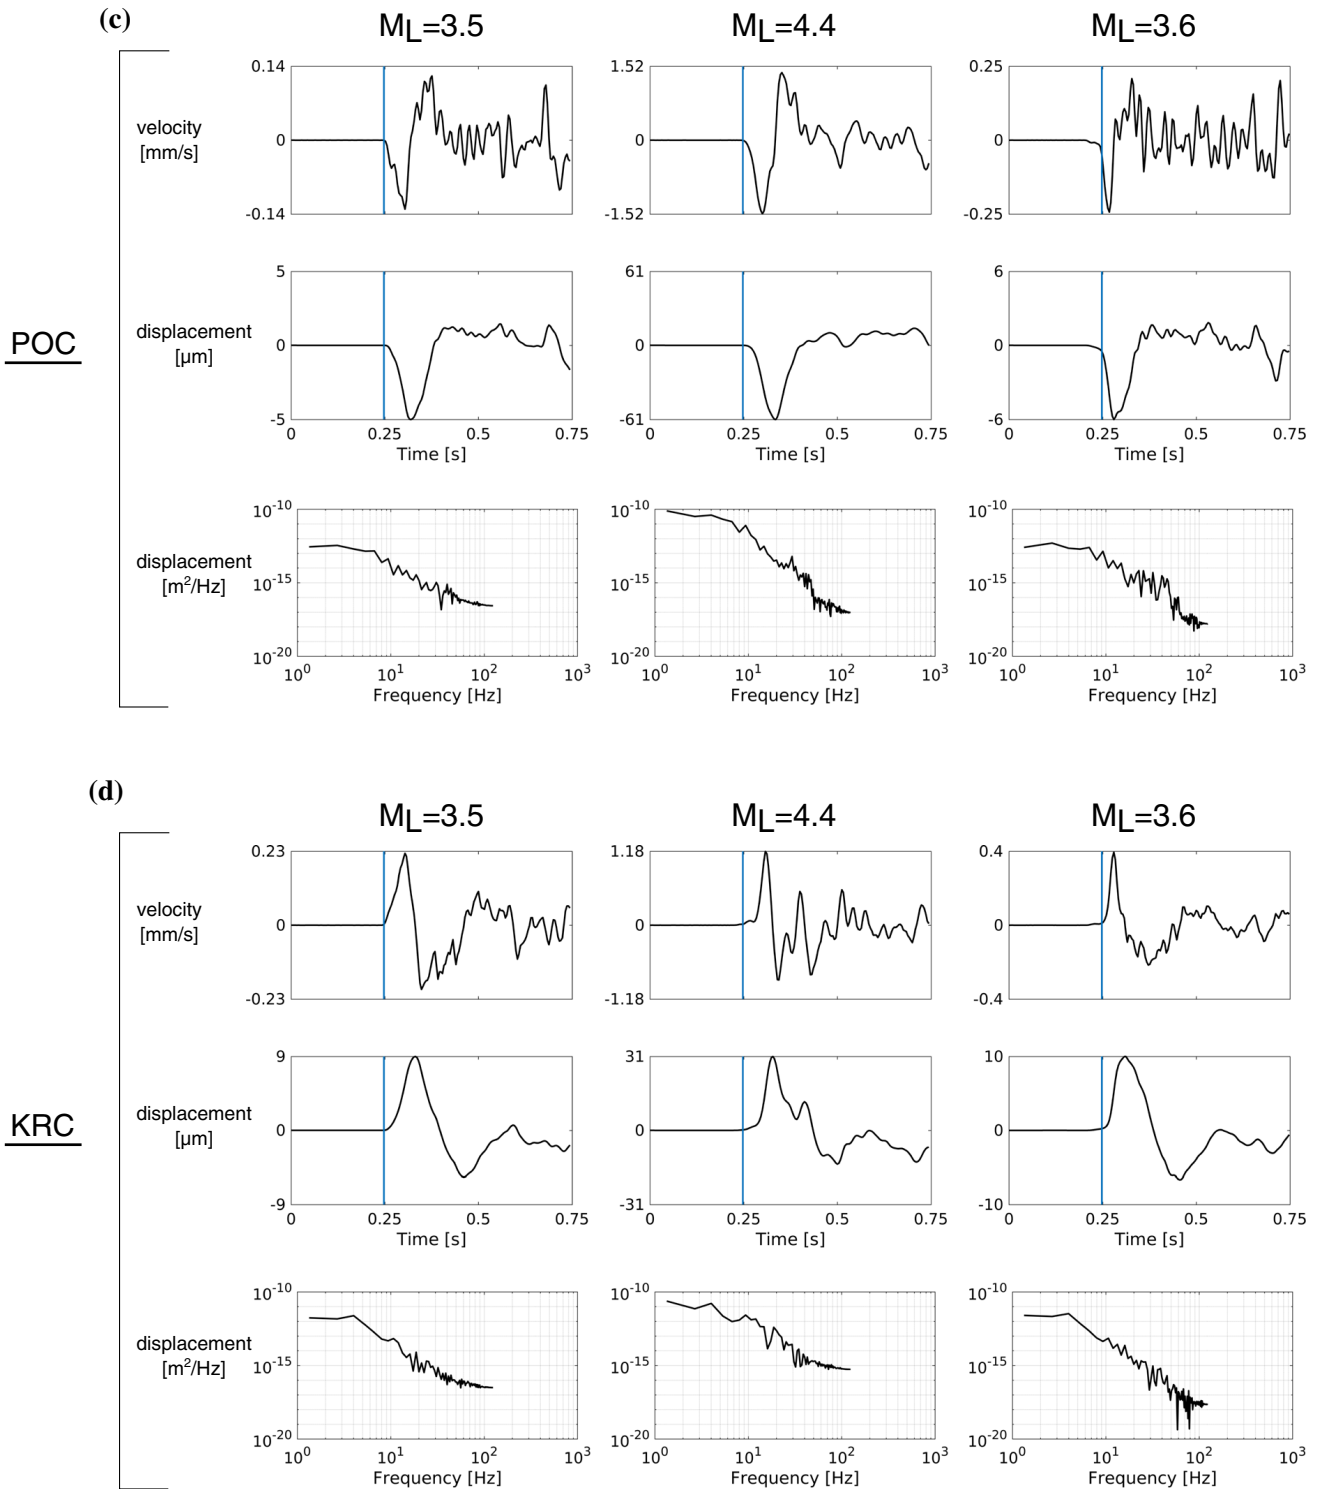 (c)
ML=3.5 ML=4.4 ML=3.6
POC
velocity
[mm/s]
0.14 1.52 0.25
0 0 0
-0.14 -1.52 -0.25
displacement
[µm]
5 61 6
0 0 0
-5 -61 -6
0 0.25 0.5 0.75 0 0.25 0.5 0.75 0 0.25 0.5 0.75
Time [s] Time [s] Time [s]
displacement
[m²/Hz]
10⁻¹⁰ 10⁻¹⁰ 10⁻¹⁰
10⁻¹⁵ 10⁻¹⁵ 10⁻¹⁵
10⁻²⁰ 10⁻²⁰ 10⁻²⁰
10⁰ 10¹ 10² 10³ 10⁰ 10¹ 10² 10³ 10⁰ 10¹ 10² 10³
Frequency [Hz] Frequency [Hz] Frequency [Hz]
(d)
ML=3.5 ML=4.4 ML=3.6
KRC
velocity
[mm/s]
0.23 1.18 0.4
0 0 0
-0.23 -1.18 -0.4
displacement
[µm]
9 31 10
0 0 0
-9 -31 -10
0 0.25 0.5 0.75 0 0.25 0.5 0.75 0 0.25 0.5 0.75
Time [s] Time [s] Time [s]
displacement
[m²/Hz]
10⁻¹⁰ 10⁻¹⁰ 10⁻¹⁰
10⁻¹⁵ 10⁻¹⁵ 10⁻¹⁵
10⁻²⁰ 10⁻²⁰ 10⁻²⁰
10⁰ 10¹ 10² 10³ 10⁰ 10¹ 10² 10³ 10⁰ 10¹ 10² 10³
Frequency [Hz] Frequency [Hz] Frequency [Hz]